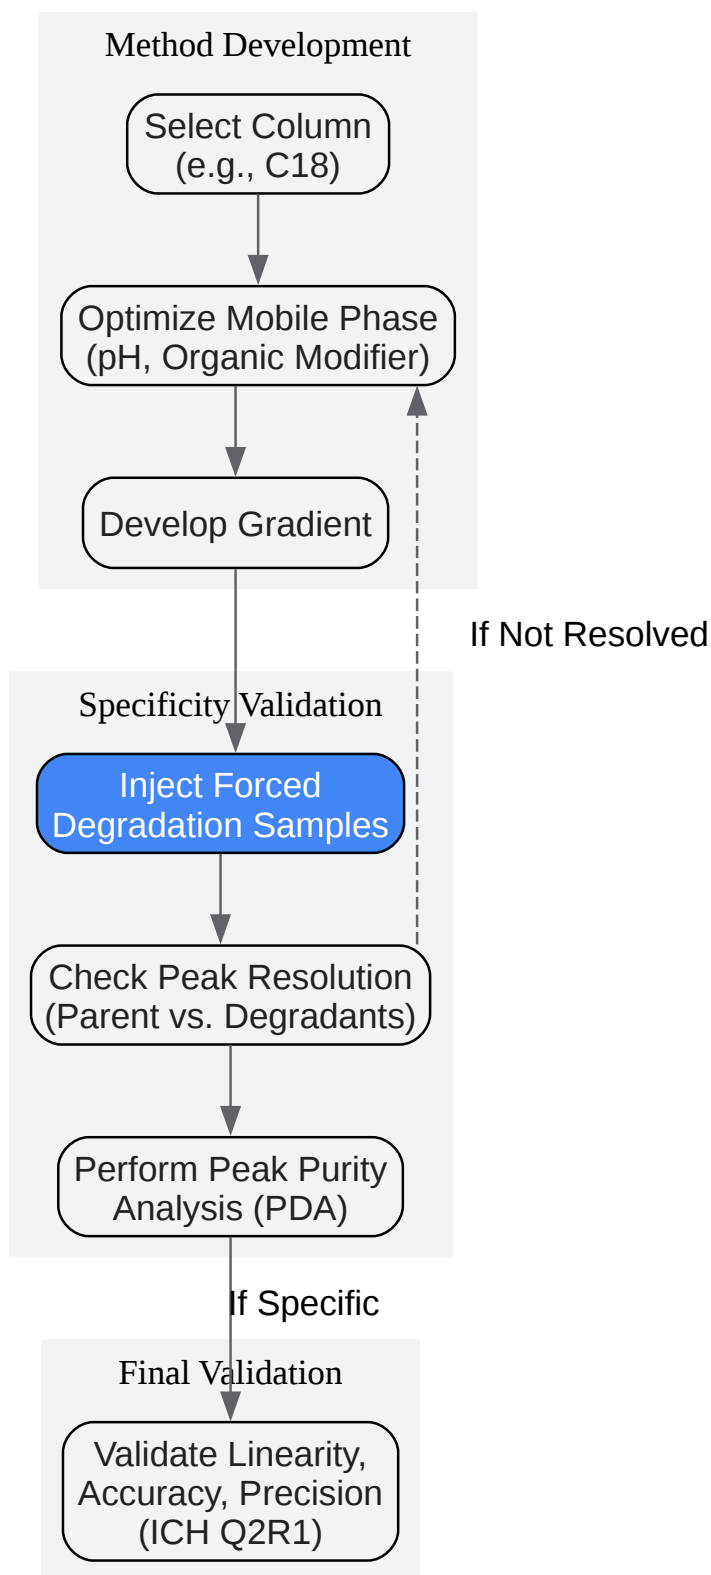 Method Development
Select Column
(e.g., C18)
Optimize Mobile Phase
(pH, Organic Modifier)
Develop Gradient
If Not Resolved
Specificity Validation
Inject Forced
Degradation Samples
Check Peak Resolution
(Parent vs. Degradants)
Perform Peak Purity
Analysis (PDA)
If Specific
Final Validation
Validate Linearity,
Accuracy, Precision
(ICH Q2R1)